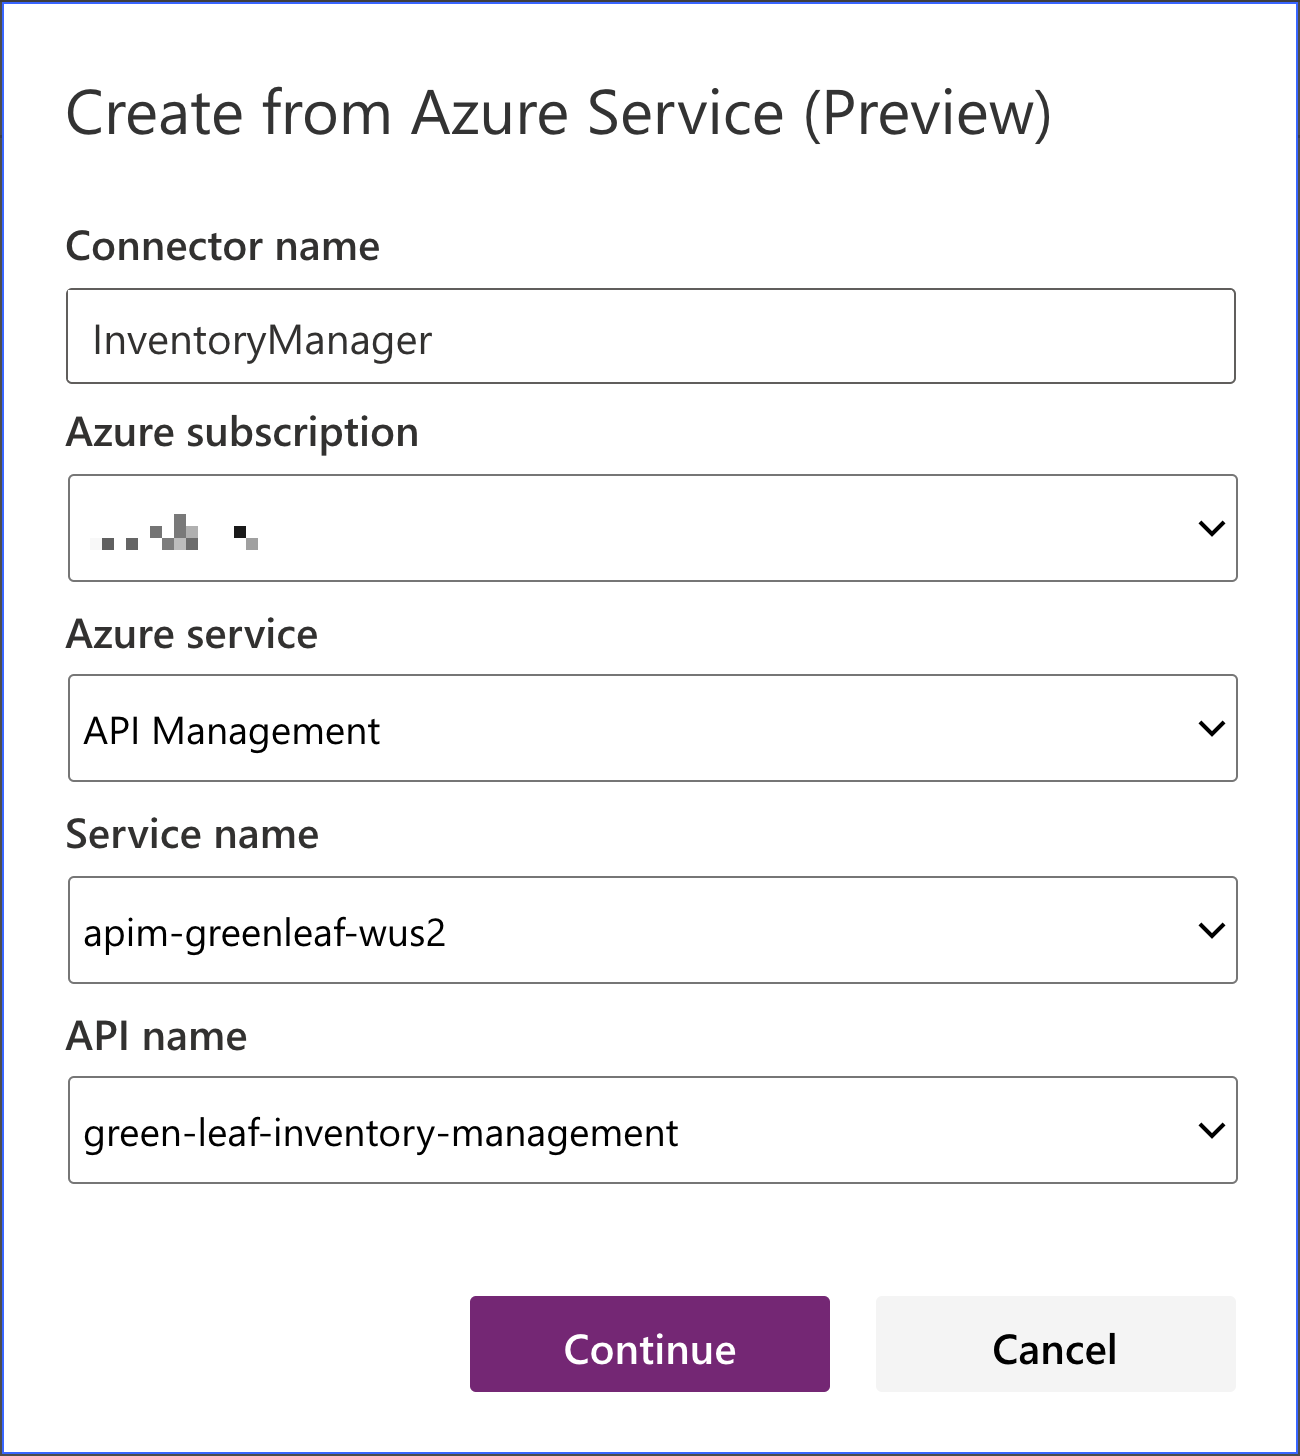 Create from Azure Service (Preview)
Connector name
InventoryManager
Azure subscription
Azure service
API Management
Service name
apim-greenleaf-wus2
API name
green-leaf-inventory-management
Continue
Cancel